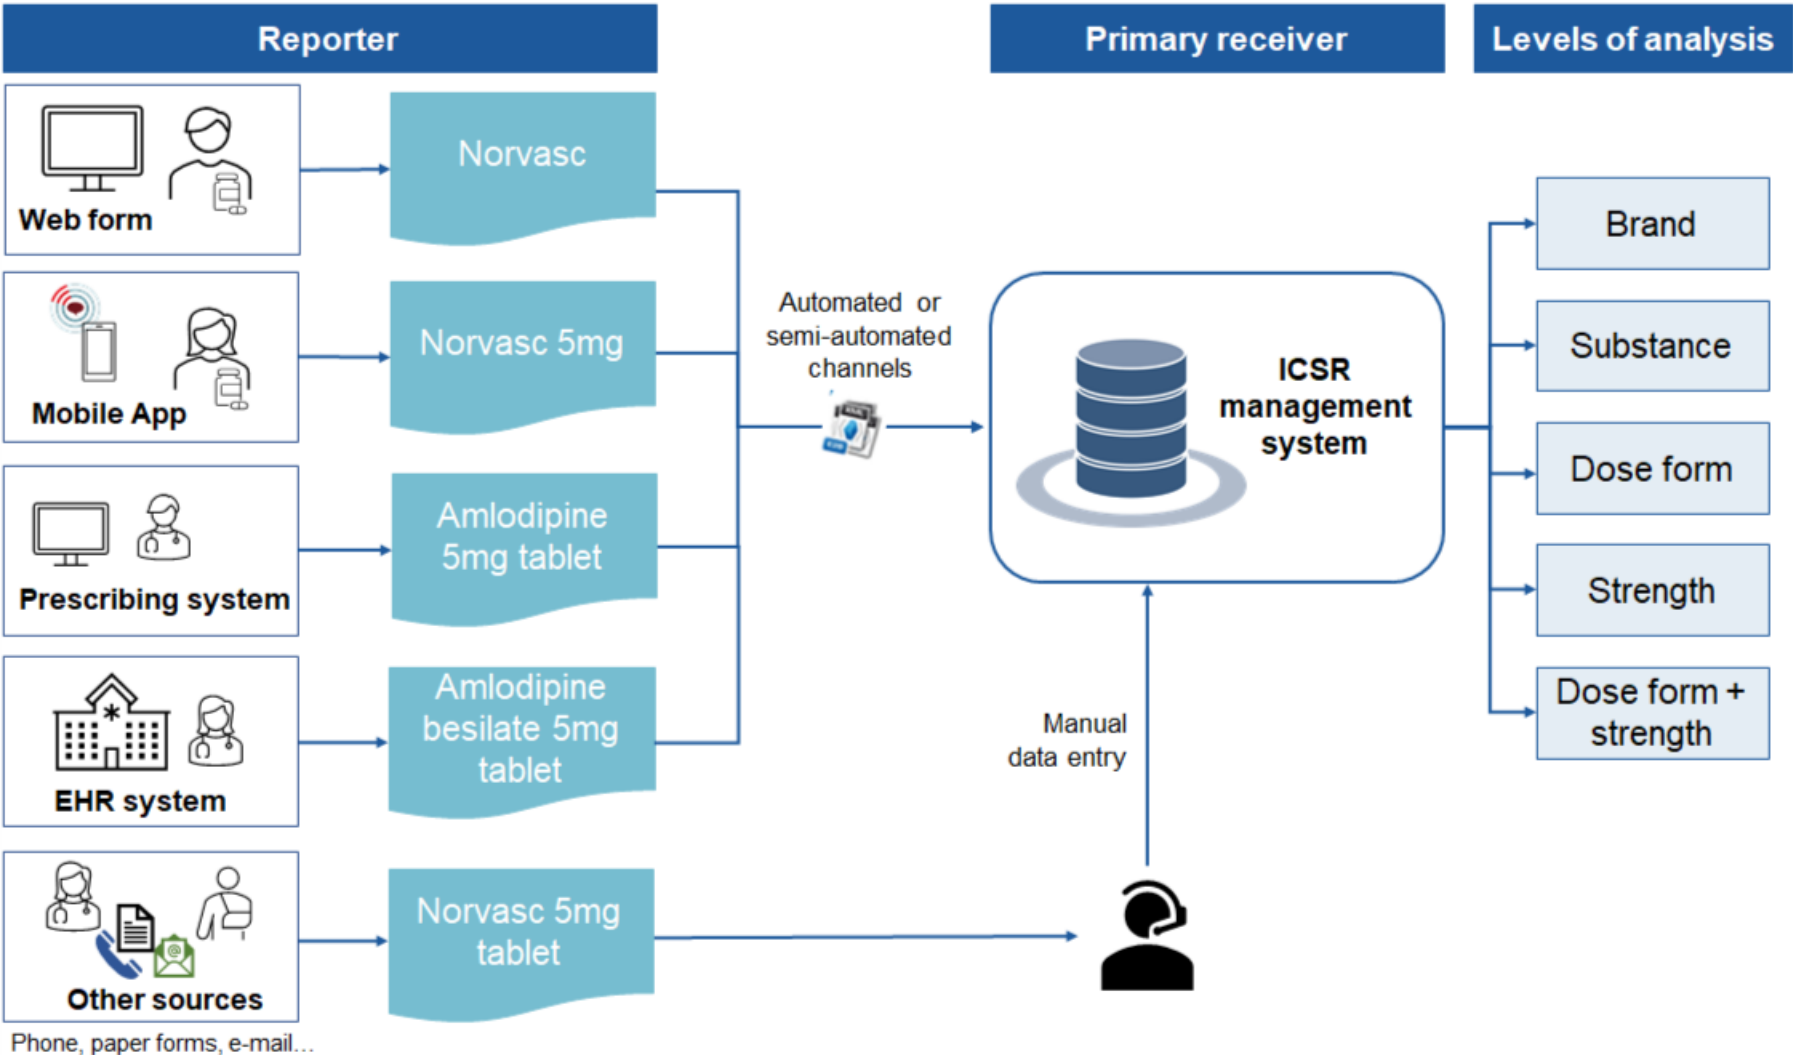 Reporter
Primary receiver
Levels of analysis
Web form
Norvasc
Mobile App
Norvasc 5mg
Prescribing system
Amlodipine
5mg tablet
EHR system
Amlodipine
besilate 5mg
tablet
Other sources
Phone, paper forms, e-mail...
Norvasc 5mg
tablet
Automated or
semi-automated
channels
ICSR
management
system
Manual
data entry
Brand
Substance
Dose form
Strength
Dose form +
strength